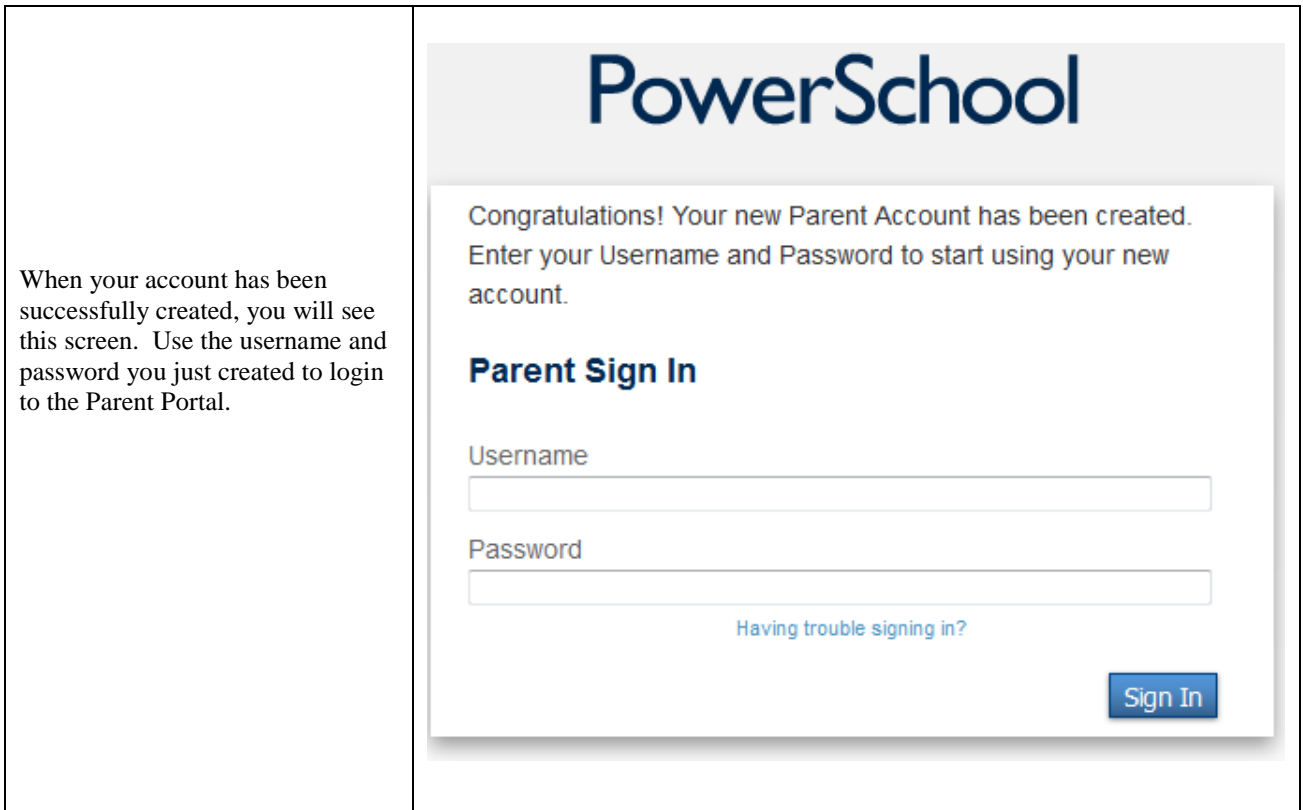 When your account has been
successfully created, you will see
this screen.  Use the username and
password you just created to login
to the Parent Portal.
PowerSchool
Congratulations! Your new Parent Account has been created.
Enter your Username and Password to start using your new
account.
Parent Sign In
Username
Password
Having trouble signing in?
Sign In